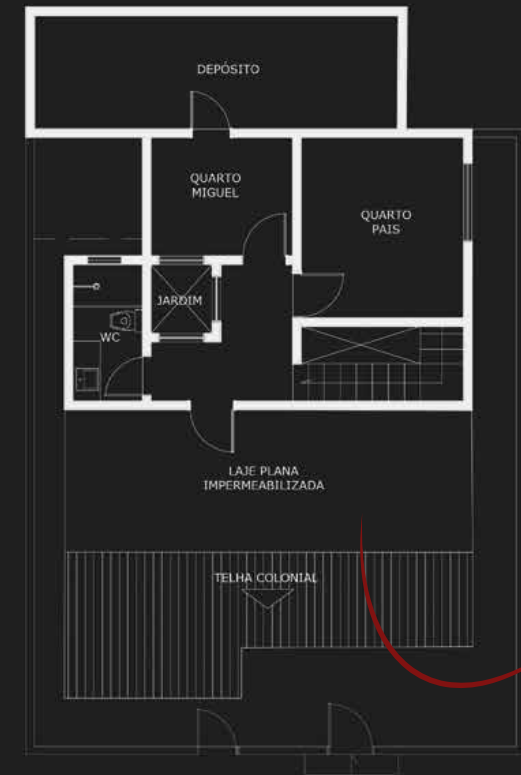 DEPÓSITO
QUARTO
MIGUEL
QUARTO
PAIS
JARDIM
WC
LAJE PLANA
IMPERMEABILIZADA
TELHA COLONIAL